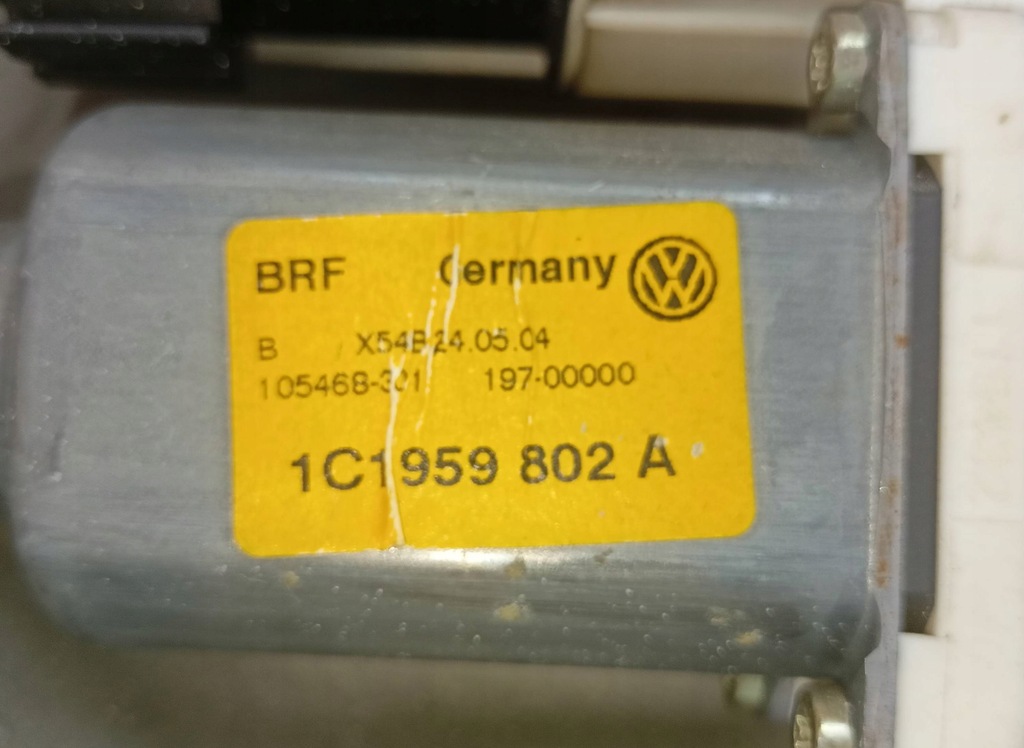 BRF Germany
B X54B 24.05.04
105468-301 197-00000
1C1959 802 A